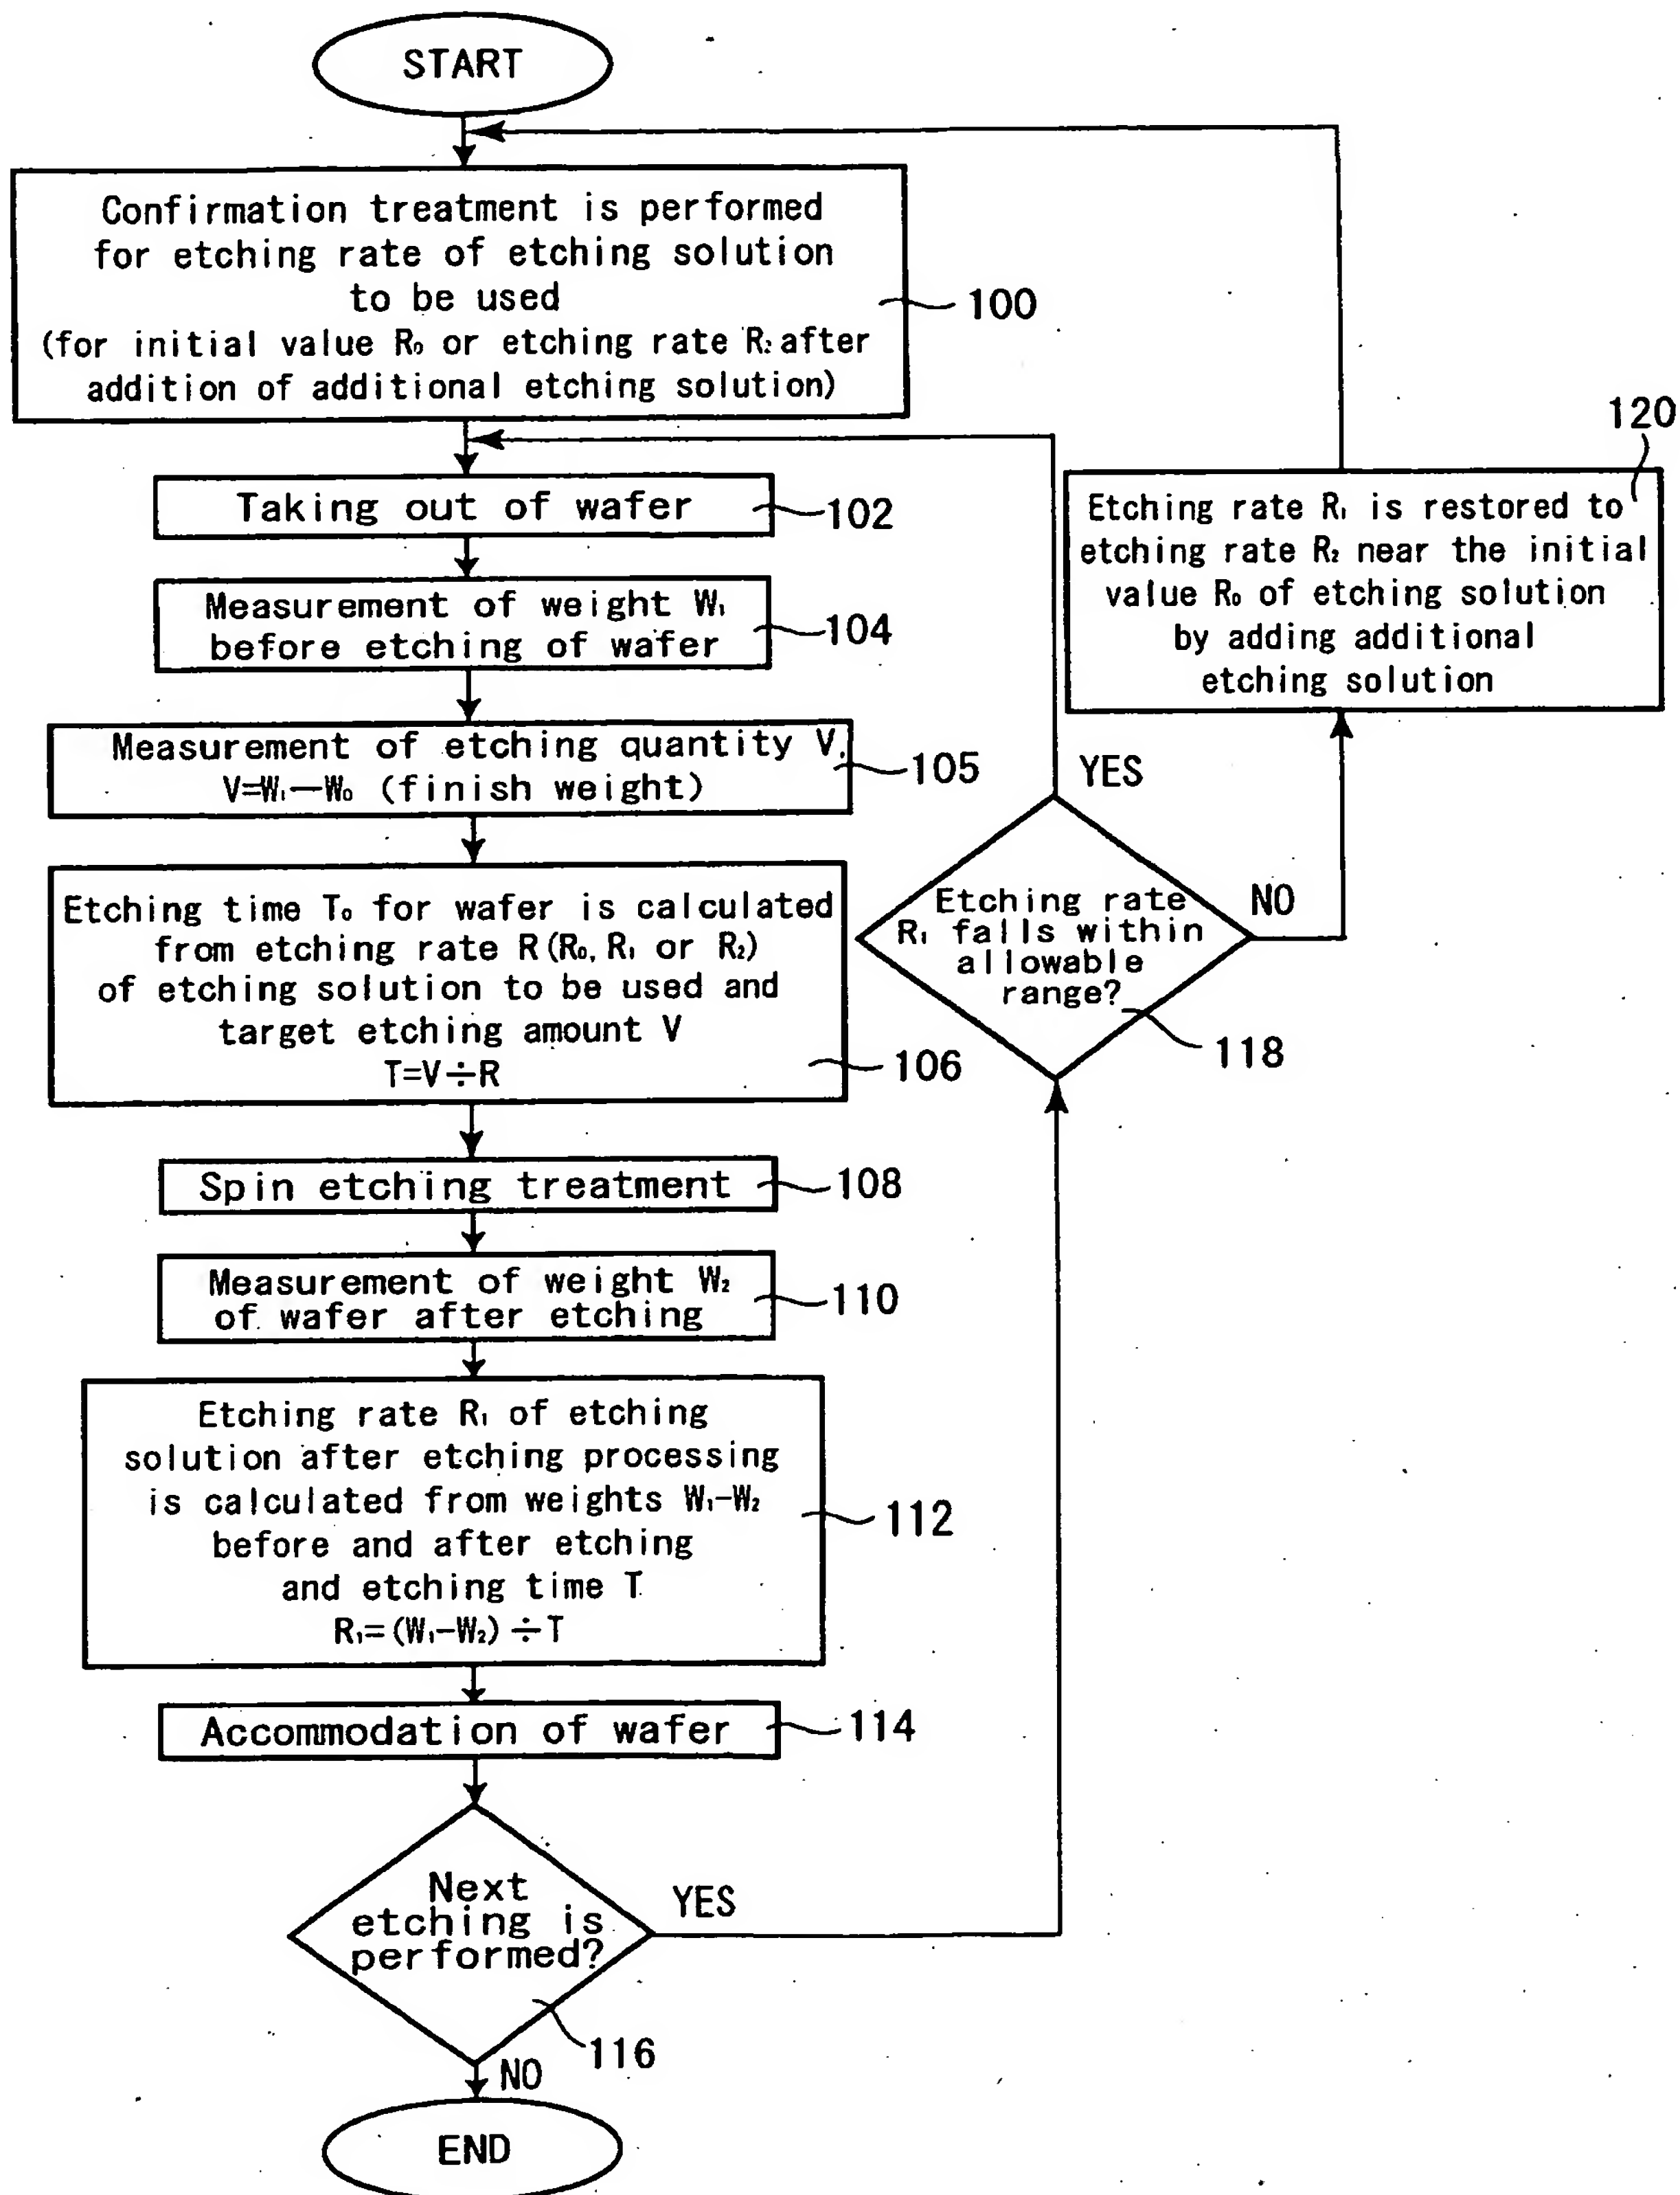 START
Confirmation treatment is performed
for etching rate of etching solution
to be used
(for initial value R₀ or etching rate R₂ after
addition of additional etching solution)
100
Taking out of wafer
102
Measurement of weight W₁
before etching of wafer
104
Measurement of etching quantity V.
V=W₁—W₀ (finish weight)
105
Etching time T₀ for wafer is calculated
from etching rate R(R₀, R₁ or R₂)
of etching solution to be used and
target etching amount V
T=V÷R
106
Spin etching treatment
108
Measurement of weight W₂
of wafer after etching
110
Etching rate R₁ of etching
solution after etching processing
is calculated from weights W₁-W₂
before and after etching
and etching time T
R₁=(W₁-W₂)÷T
112
Accommodation of wafer
114
Next
etching is
performed?
116
YES
NO
END
Etching rate
R₁ falls within
allowable
range?
118
YES
NO
120
Etching rate R₁ is restored to
etching rate R₂ near the initial
value R₀ of etching solution
by adding additional
etching solution